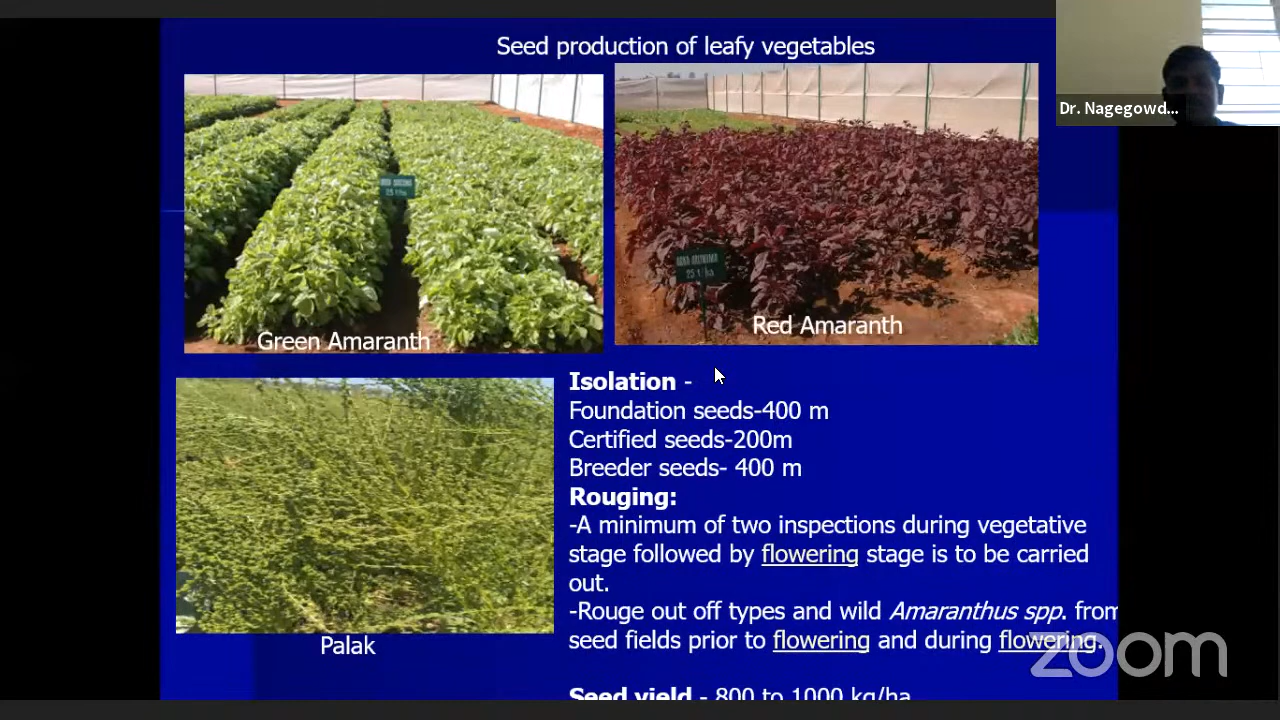 Seed production of leafy vegetables
Dr. Nagegowd...
25 t/ha
Green Amaranth
Red Amaranth
Isolation -
Foundation seeds-400 m
Certified seeds-200m
Breeder seeds- 400 m
Rouging:
-A minimum of two inspections during vegetative
stage followed by flowering stage is to be carried
out.
-Rouge out off types and wild Amaranthus spp. from
seed fields prior to flowering and during flowering.
Palak
zoom
Seed yield - 800 to 1000 kg/ha